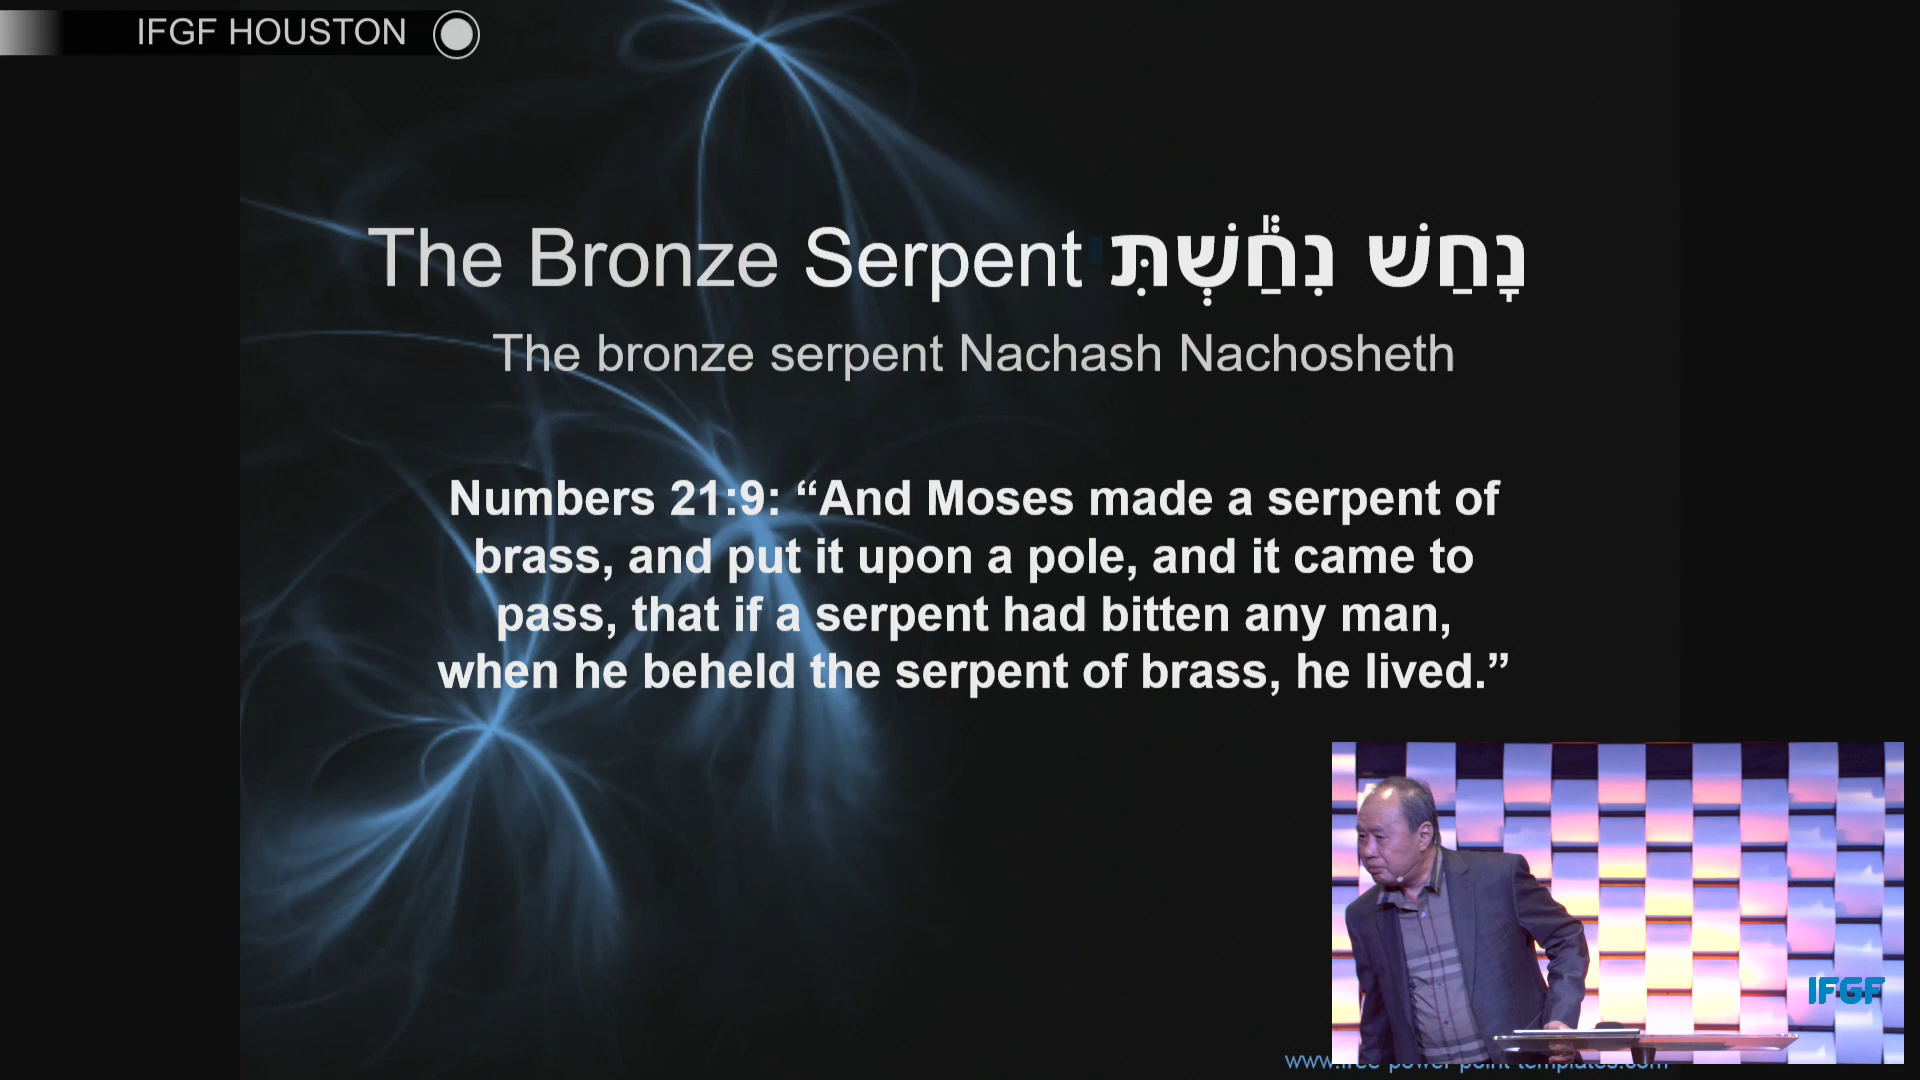 IFGF HOUSTON
The Bronze Serpent נָחַשׁ נִחַ֔שְׁתִּ
The bronze serpent Nachash Nachosheth
Numbers 21:9: “And Moses made a serpent of
brass, and put it upon a pole, and it came to
pass, that if a serpent had bitten any man,
when he beheld the serpent of brass, he lived.”
IFGF